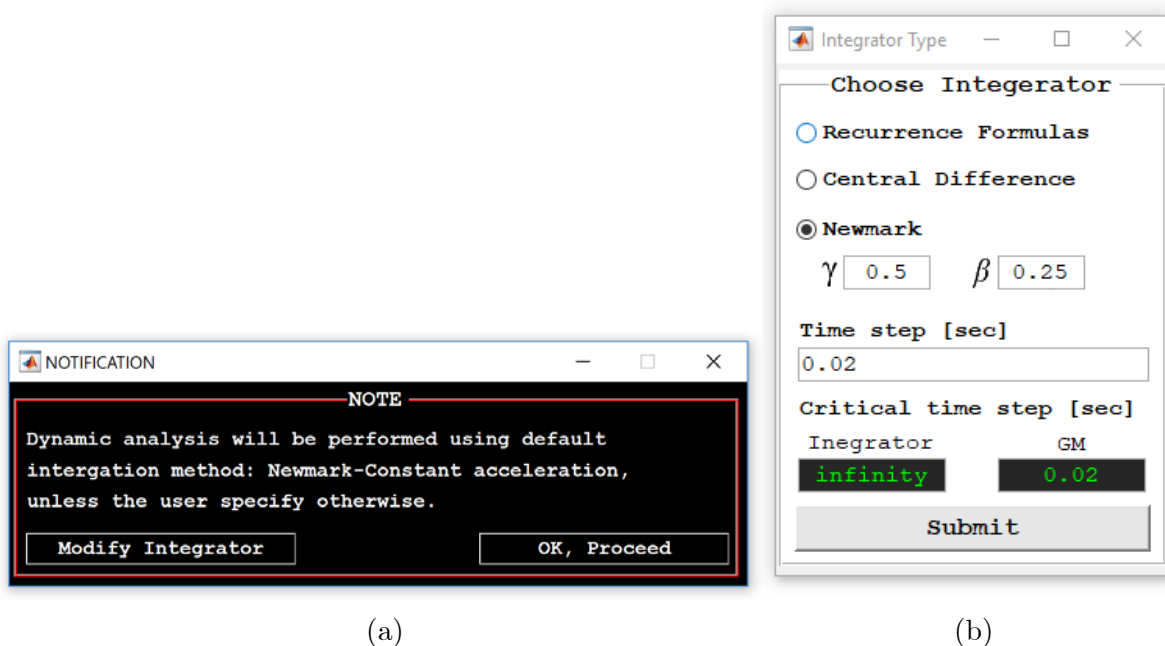 NOTIFICATION
NOTE
Dynamic analysis will be performed using default
intergation method: Newmark-Constant acceleration,
unless the user specify otherwise.
Modify Integrator
OK, Proceed
(a)
Integrator Type
Choose Integerator
Recurrence Formulas
Central Difference
Newmark
γ 0.5 β 0.25
Time step [sec]
0.02
Critical time step [sec]
Inegrator GM
infinity 0.02
Submit
(b)